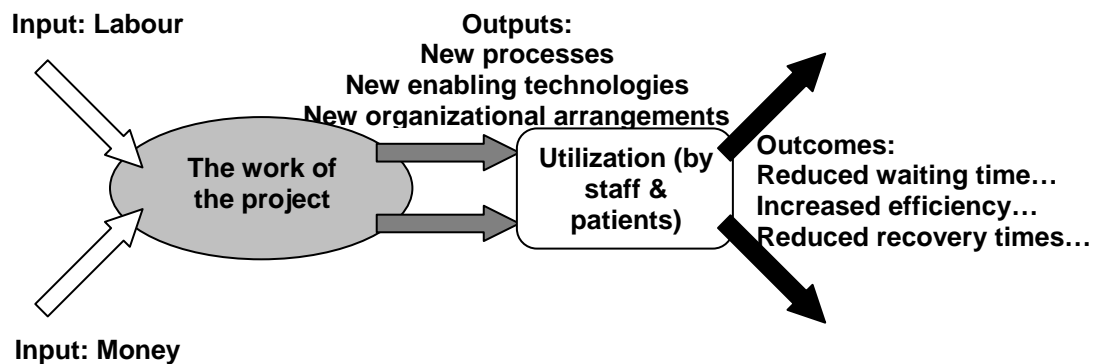 Input: Labour
Outputs:
New processes
New enabling technologies
New organizational arrangements
The work of
the project
Utilization (by
staff &
patients)
Outcomes:
Reduced waiting time…
Increased efficiency…
Reduced recovery times…
Input: Money